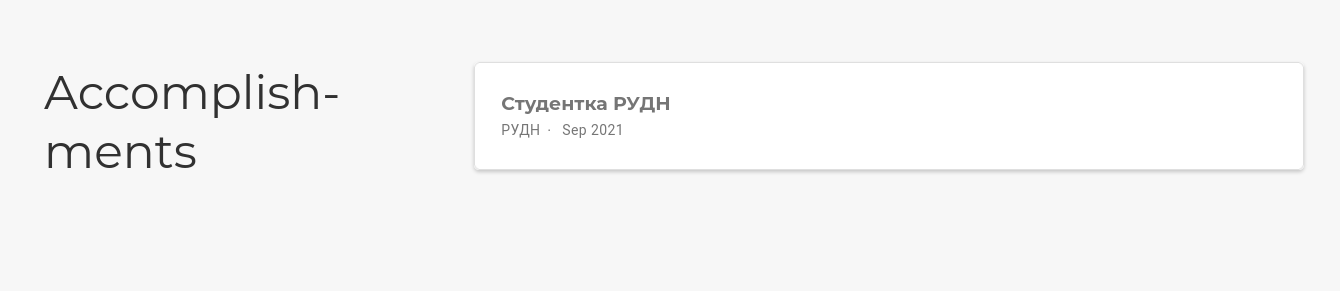 Accomplish-
ments
Студентка РУДН
РУДН · Sep 2021